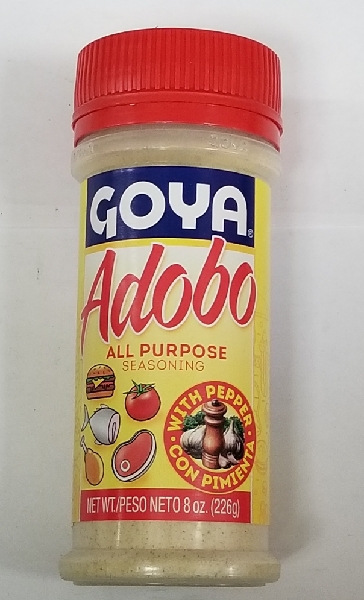 GOYA®
Adobo
ALL PURPOSE
SEASONING
WITH PEPPER
CON PIMIENTA
NET WT./PESO NETO 8 oz. (226g)